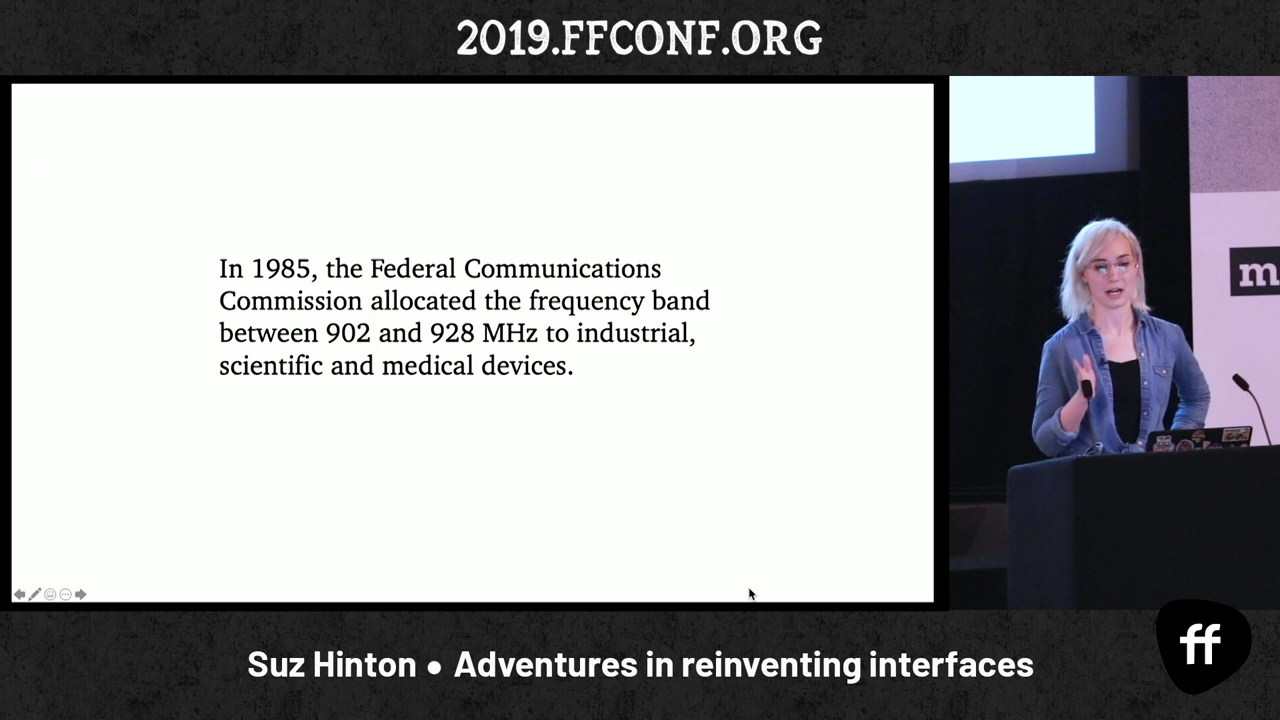 2019.FFCONF.ORG
In 1985, the Federal Communications
Commission allocated the frequency band
between 902 and 928 MHz to industrial,
scientific and medical devices.
m
Suz Hinton • Adventures in reinventing interfaces
ff